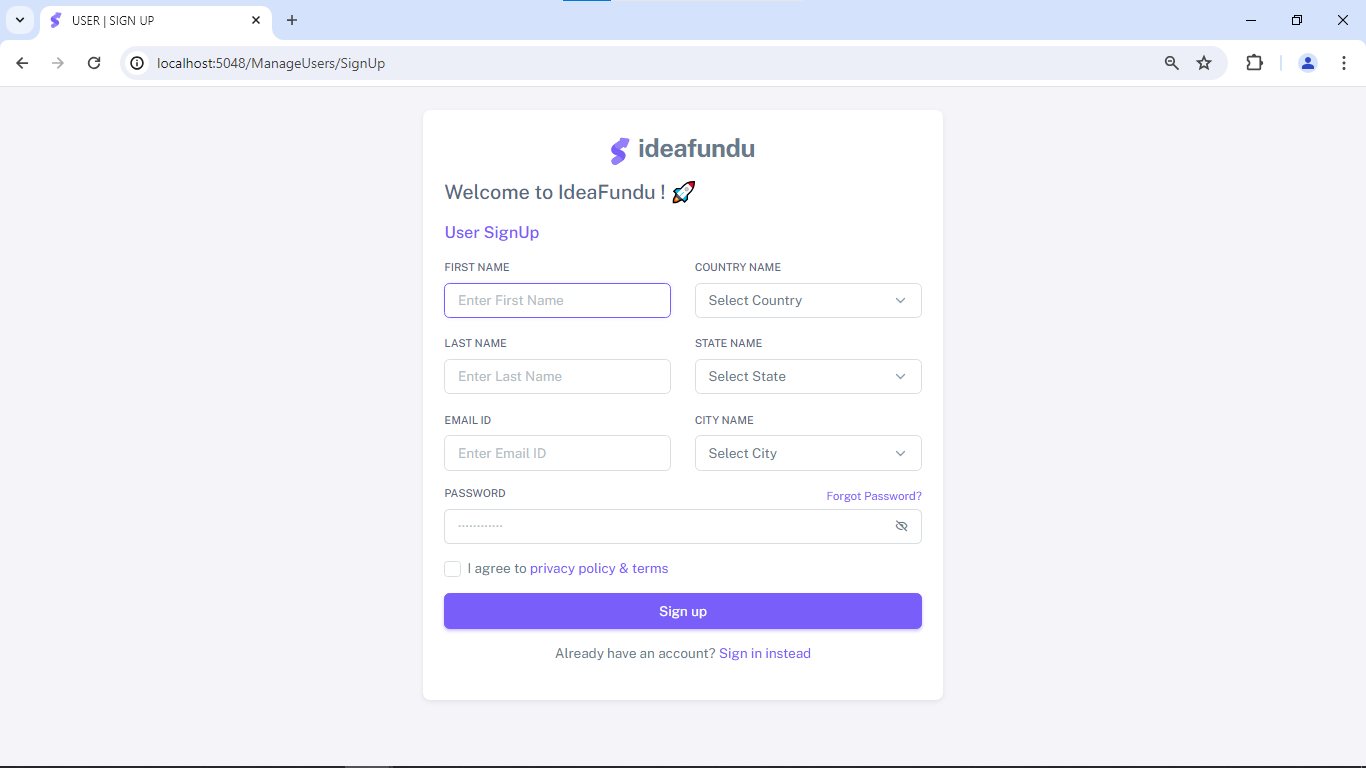 USER | SIGN UP
localhost:5048/ManageUsers/SignUp
ideafundu
Welcome to IdeaFundu ! 🚀
User SignUp
FIRST NAME
COUNTRY NAME
Enter First Name
Select Country
LAST NAME
STATE NAME
Enter Last Name
Select State
EMAIL ID
CITY NAME
Enter Email ID
Select City
PASSWORD
Forgot Password?
············
I agree to privacy policy & terms
Sign up
Already have an account? Sign in instead